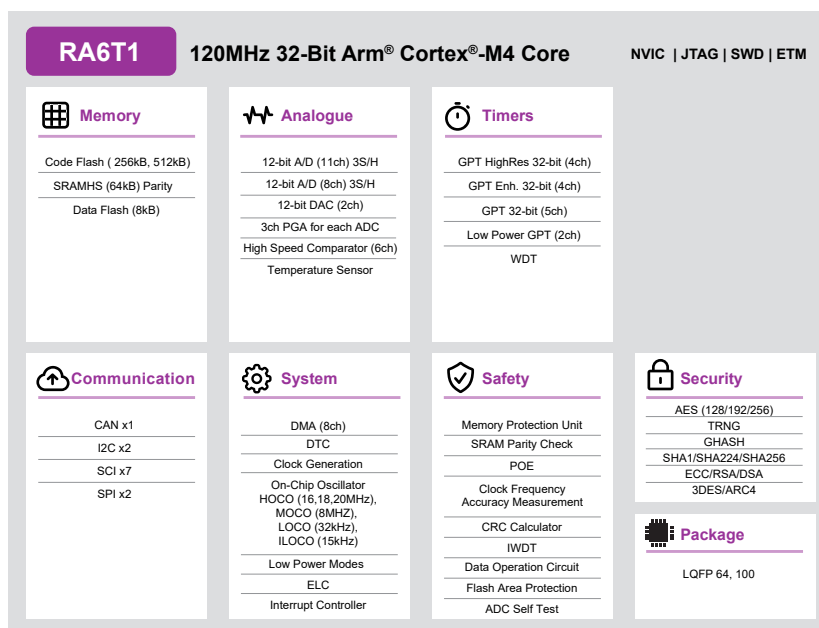 RA6T1
120MHz 32-Bit Arm® Cortex®-M4 Core
NVIC | JTAG | SWD | ETM
Memory
Code Flash ( 256kB, 512kB)
SRAMHS (64kB) Parity
Data Flash (8kB)
Analogue
12-bit A/D (11ch) 3S/H
12-bit A/D (8ch) 3S/H
12-bit DAC (2ch)
3ch PGA for each ADC
High Speed Comparator (6ch)
Temperature Sensor
Timers
GPT HighRes 32-bit (4ch)
GPT Enh. 32-bit (4ch)
GPT 32-bit (5ch)
Low Power GPT (2ch)
WDT
Communication
CAN x1
I2C x2
SCI x7
SPI x2
System
DMA (8ch)
DTC
Clock Generation
On-Chip Oscillator
HOCO (16,18,20MHz),
MOCO (8MHZ),
LOCO (32kHz),
ILOCO (15kHz)
Low Power Modes
ELC
Interrupt Controller
Safety
Memory Protection Unit
SRAM Parity Check
POE
Clock Frequency
Accuracy Measurement
CRC Calculator
IWDT
Data Operation Circuit
Flash Area Protection
ADC Self Test
Security
AES (128/192/256)
TRNG
GHASH
SHA1/SHA224/SHA256
ECC/RSA/DSA
3DES/ARC4
Package
LQFP 64, 100